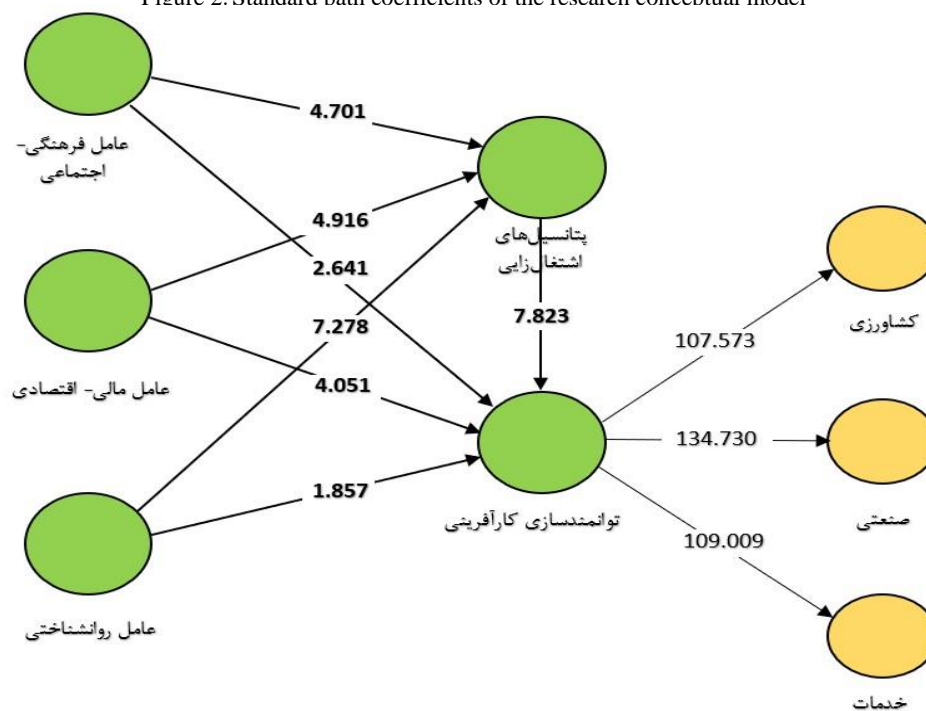 Figure 2. Standard path coefficients of the research conceptual model
عامل فرهنگی-
اجتماعی
4.701
4.916
2.641
پتانسیل‌های
اشتغال‌زایی
7.278
7.823
4.051
عامل مالی- اقتصادی
1.857
توانمندسازی کارآفرینی
عامل روانشناختی
107.573
کشاورزی
134.730
صنعتی
109.009
خدمات